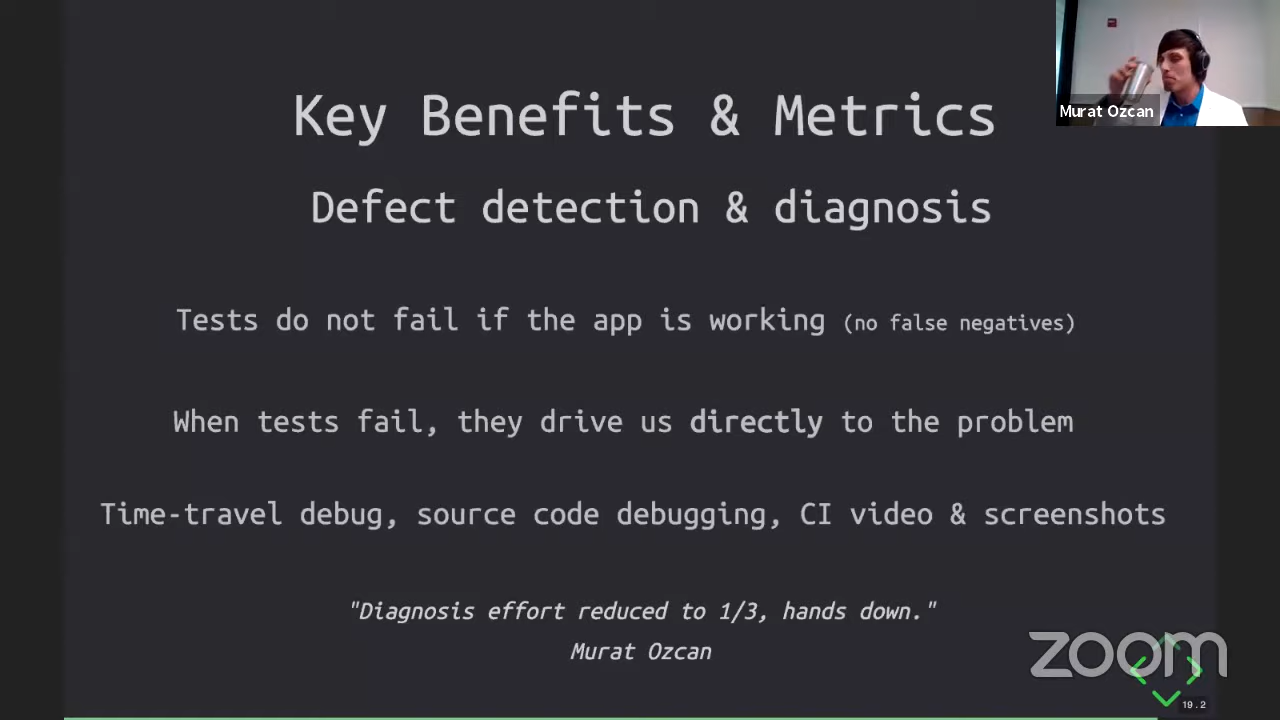 Key Benefits & Metrics
Murat Ozcan
Defect detection & diagnosis
Tests do not fail if the app is working (no false negatives)
When tests fail, they drive us directly to the problem
Time-travel debug, source code debugging, CI video & screenshots
"Diagnosis effort reduced to 1/3, hands down."
Murat Ozcan
zoom
19.2